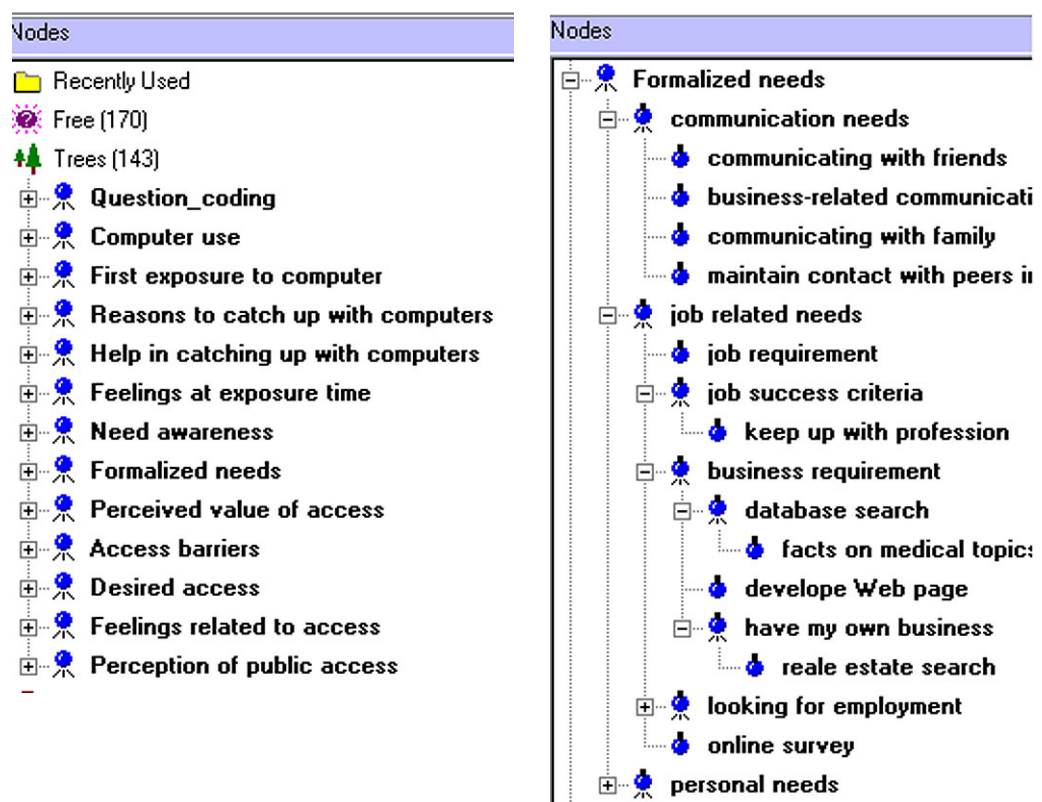 Nodes
Recently Used
Free (170)
Trees (143)
Question_coding
Computer use
First exposure to computer
Reasons to catch up with computers
Help in catching up with computers
Feelings at exposure time
Need awareness
Formalized needs
Perceived value of access
Access barriers
Desired access
Feelings related to access
Perception of public access
Nodes
Formalized needs
communication needs
communicating with friends
business-related communicati
communicating with family
maintain contact with peers in
job related needs
job requirement
job success criteria
keep up with profession
business requirement
database search
facts on medical topics
develope Web page
have my own business
reale estate search
looking for employment
online survey
personal needs